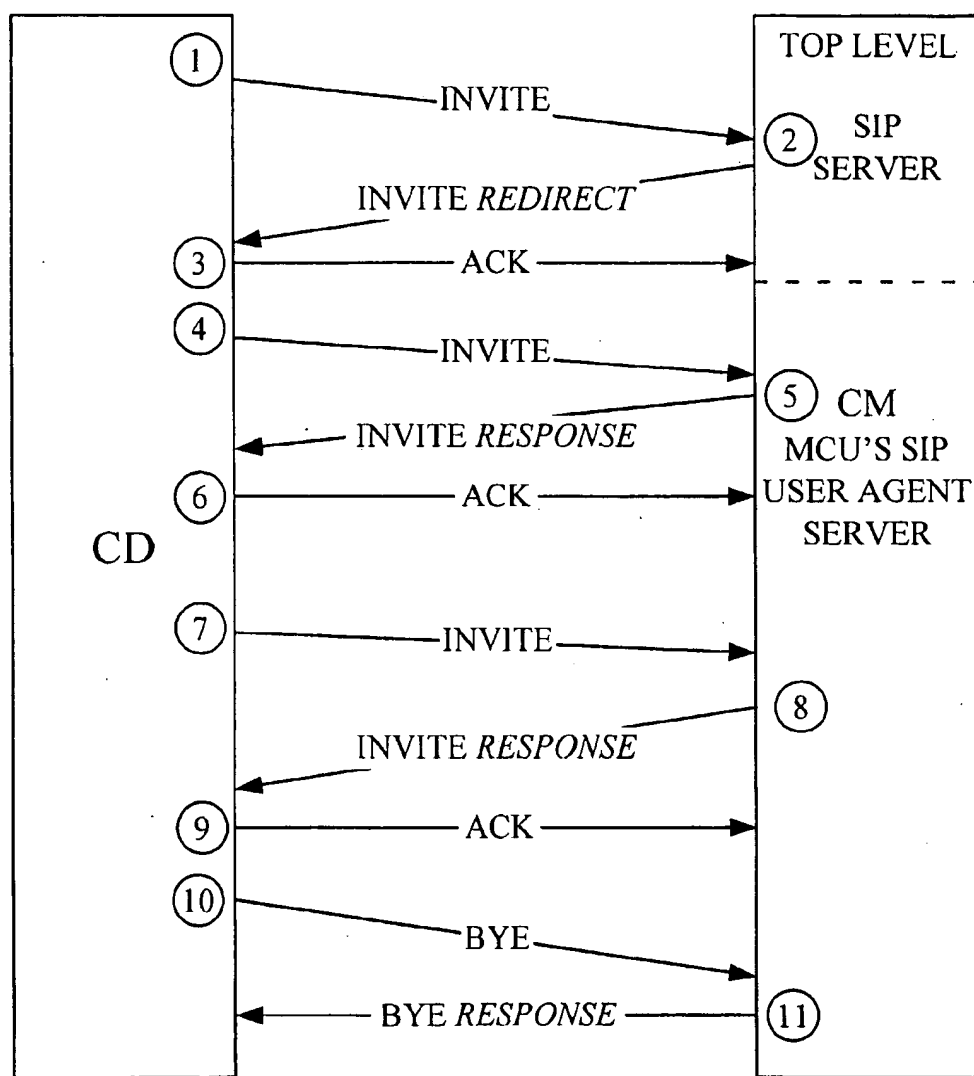 1
TOP LEVEL
INVITE
2
SIP
SERVER
INVITE REDIRECT
3
ACK
4
INVITE
5
CM
INVITE RESPONSE
MCU'S SIP
6
ACK
USER AGENT
SERVER
CD
7
INVITE
8
INVITE RESPONSE
9
ACK
10
BYE
BYE RESPONSE
11